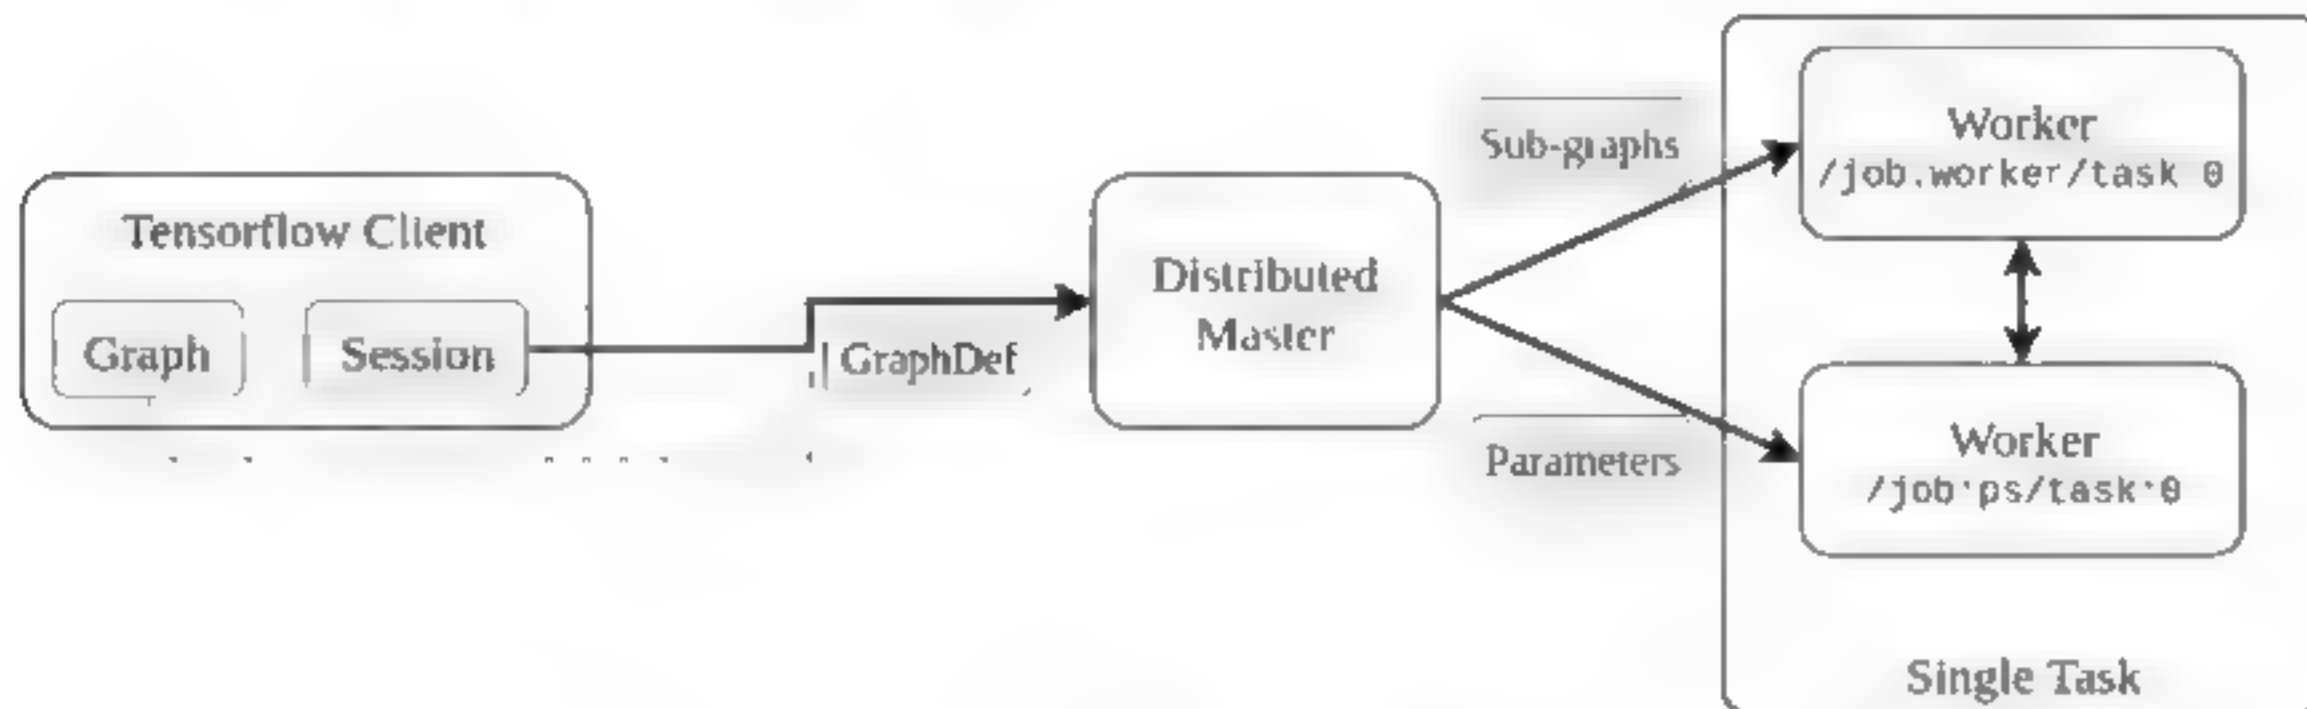 Tensorflow Client
Graph
Session
GraphDef
Distributed
Master
Sub-graphs
Parameters
Worker
/job:worker/task:0
Worker
/job:ps/task:0
Single Task